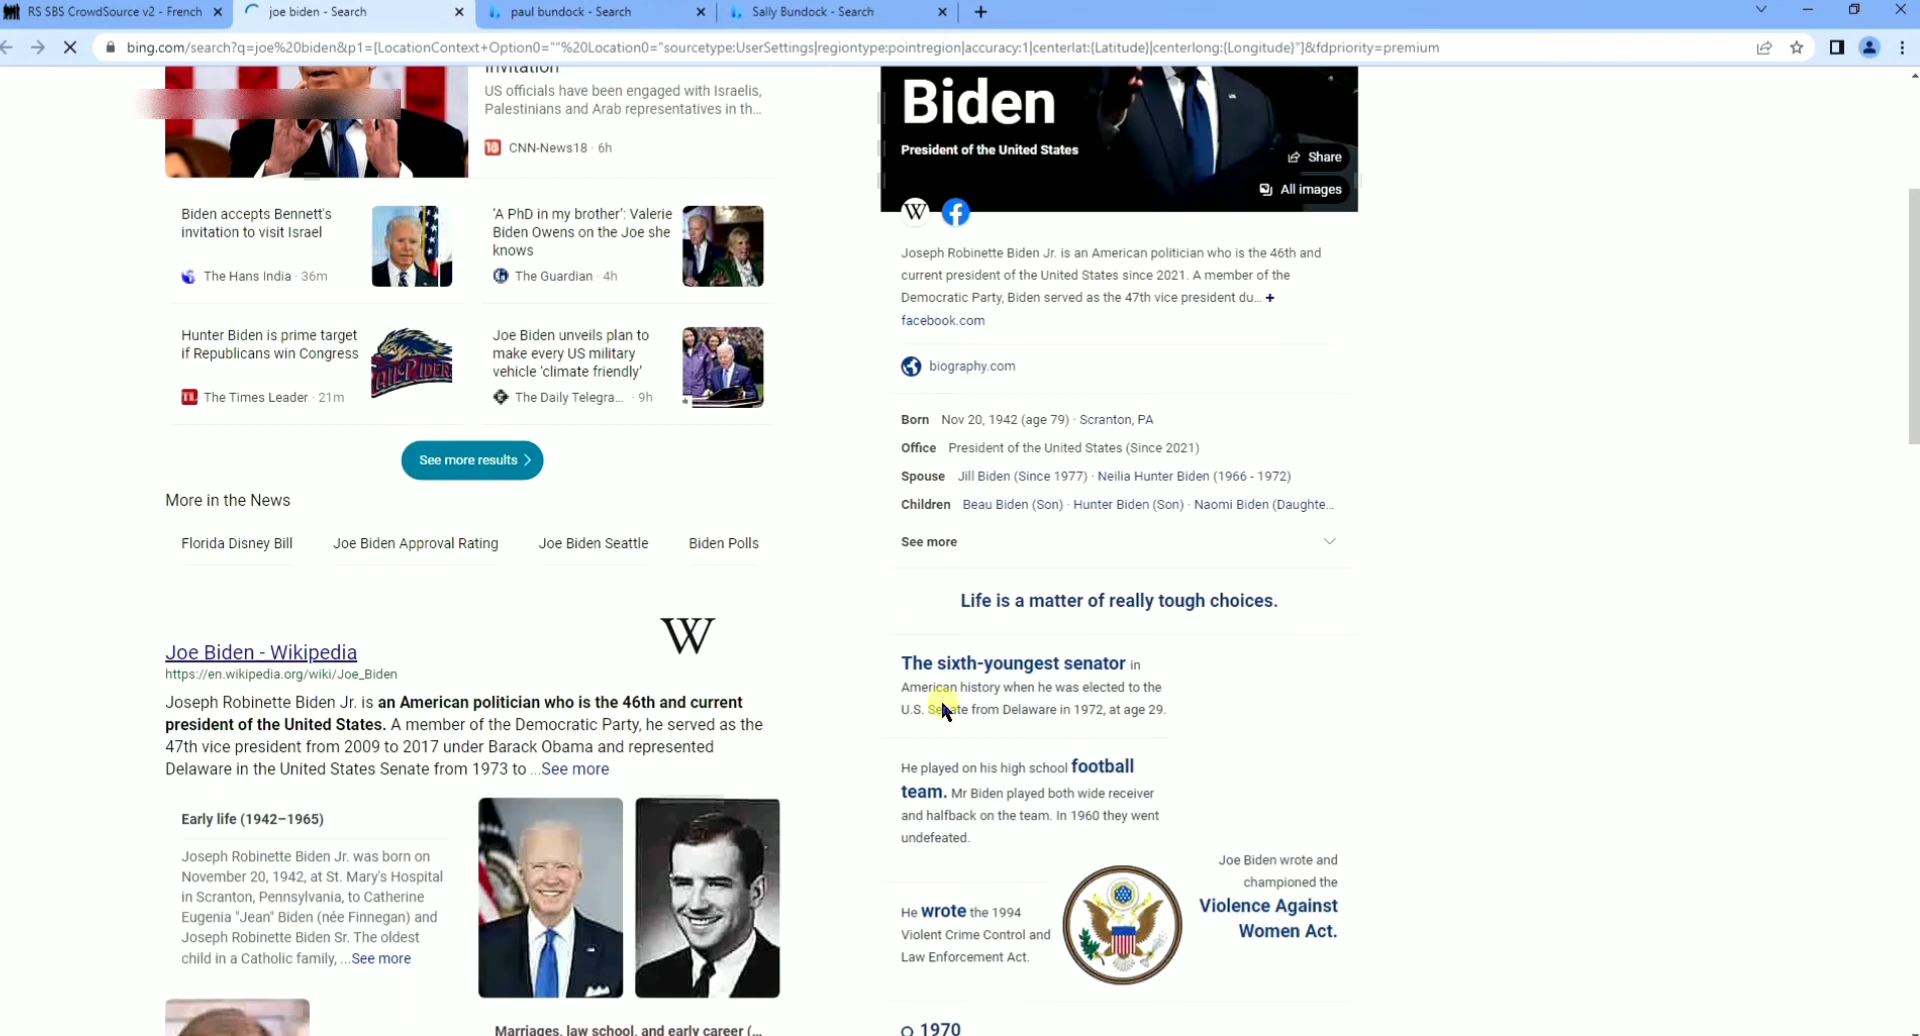 RS SBS CrowdSource v2 - French
joe biden - Search
paul bundock - Search
Sally Bundock - Search
bing.com/search?q=joe%20biden&p1=[LocationContext+Option0=""%20Location0="sourcetype:UserSettings|regiontype:pointregion|accuracy:1|centerlat:{Latitude}|centerlong:{Longitude}"]&fdpriority=premium
invitation
US officials have been engaged with Israelis,
Palestinians and Arab representatives in th...
18 CNN-News18 · 6h
Biden accepts Bennett's
invitation to visit Israel
The Hans India · 36m
'A PhD in my brother': Valerie
Biden Owens on the Joe she
knows
The Guardian · 4h
Hunter Biden is prime target
if Republicans win Congress
TL The Times Leader · 21m
Joe Biden unveils plan to
make every US military
vehicle 'climate friendly'
The Daily Telegra... · 9h
See more results
More in the News
Florida Disney Bill
Joe Biden Approval Rating
Joe Biden Seattle
Biden Polls
W
Joe Biden - Wikipedia
https://en.wikipedia.org/wiki/Joe_Biden
Joseph Robinette Biden Jr. is an American politician who is the 46th and current
president of the United States. A member of the Democratic Party, he served as the
47th vice president from 2009 to 2017 under Barack Obama and represented
Delaware in the United States Senate from 1973 to ...See more
Early life (1942–1965)
Joseph Robinette Biden Jr. was born on
November 20, 1942, at St. Mary's Hospital
in Scranton, Pennsylvania, to Catherine
Eugenia "Jean" Biden (née Finnegan) and
Joseph Robinette Biden Sr. The oldest
child in a Catholic family, ...See more
Marriages, law school, and early career (...
Biden
President of the United States
Share
All images
W f
Joseph Robinette Biden Jr. is an American politician who is the 46th and
current president of the United States since 2021. A member of the
Democratic Party, Biden served as the 47th vice president du... +
facebook.com
biography.com
Born Nov 20, 1942 (age 79) · Scranton, PA
Office President of the United States (Since 2021)
Spouse Jill Biden (Since 1977) · Neilia Hunter Biden (1966 - 1972)
Children Beau Biden (Son) · Hunter Biden (Son) · Naomi Biden (Daughte...
See more
Life is a matter of really tough choices.
The sixth-youngest senator in
American history when he was elected to the
U.S. Senate from Delaware in 1972, at age 29.
He played on his high school football
team. Mr Biden played both wide receiver
and halfback on the team. In 1960 they went
undefeated.
He wrote the 1994
Violent Crime Control and
Law Enforcement Act.
Joe Biden wrote and
championed the
Violence Against
Women Act.
1970